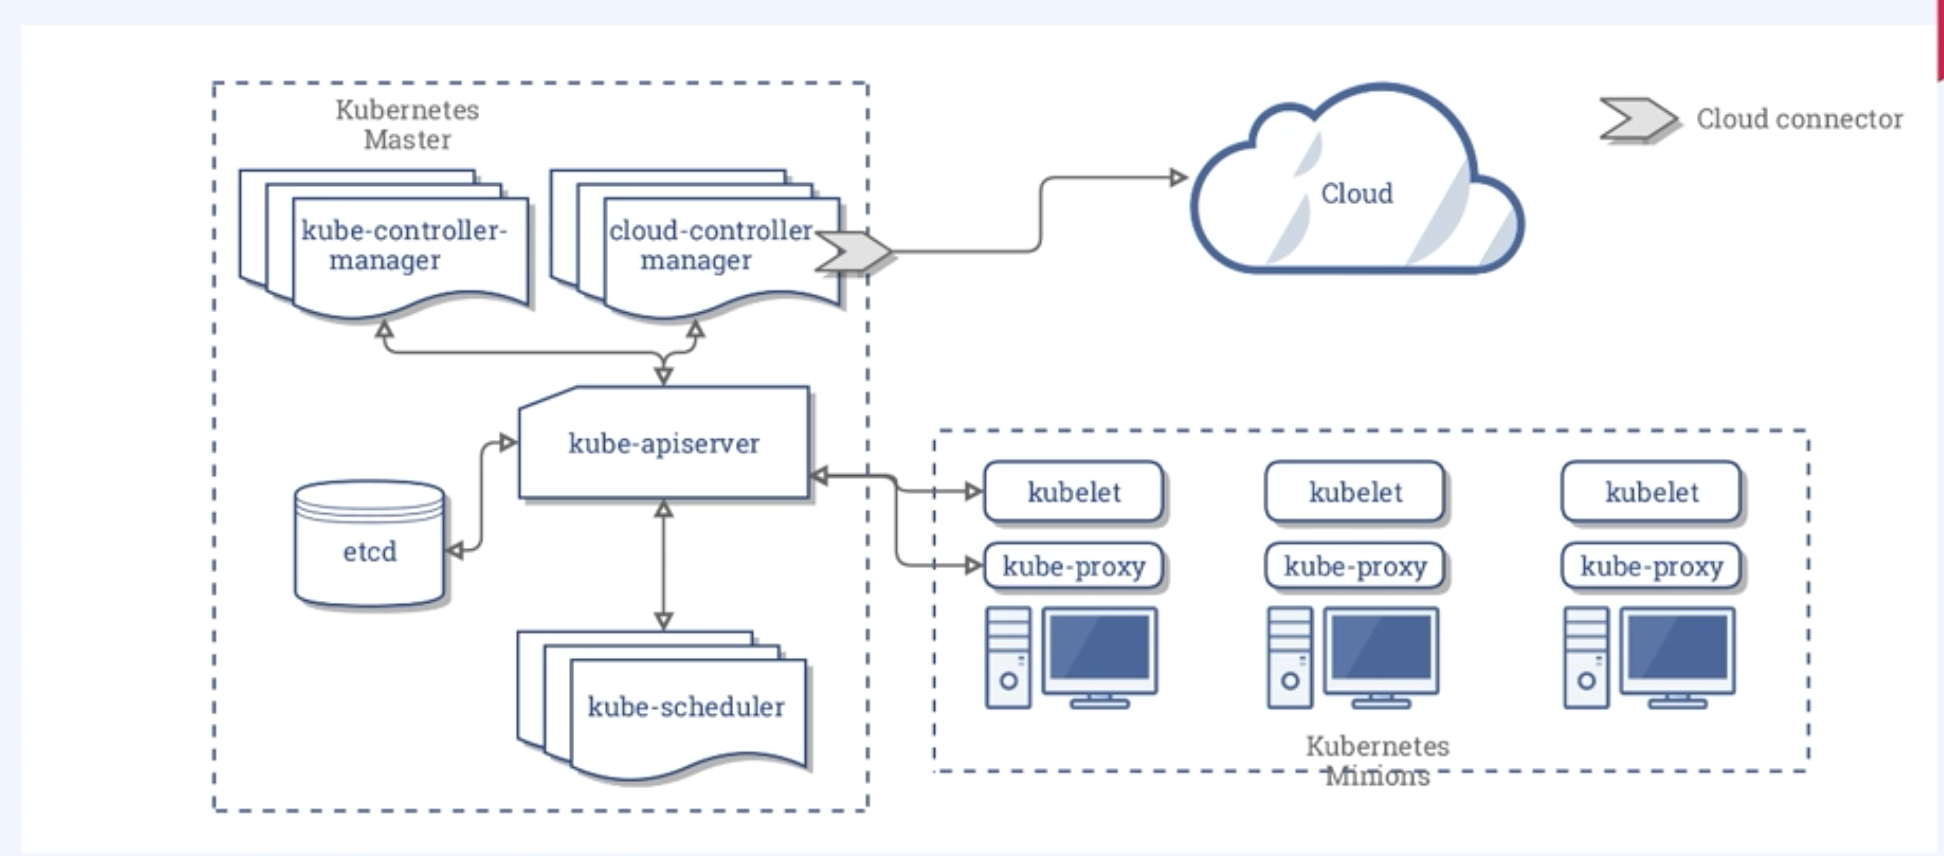 Kubernetes
Master
kube-controller-
manager
cloud-controller
manager
Cloud
Cloud connector
kube-apiserver
etcd
kube-scheduler
kubelet
kubelet
kubelet
kube-proxy
kube-proxy
kube-proxy
Kubernetes
Minions